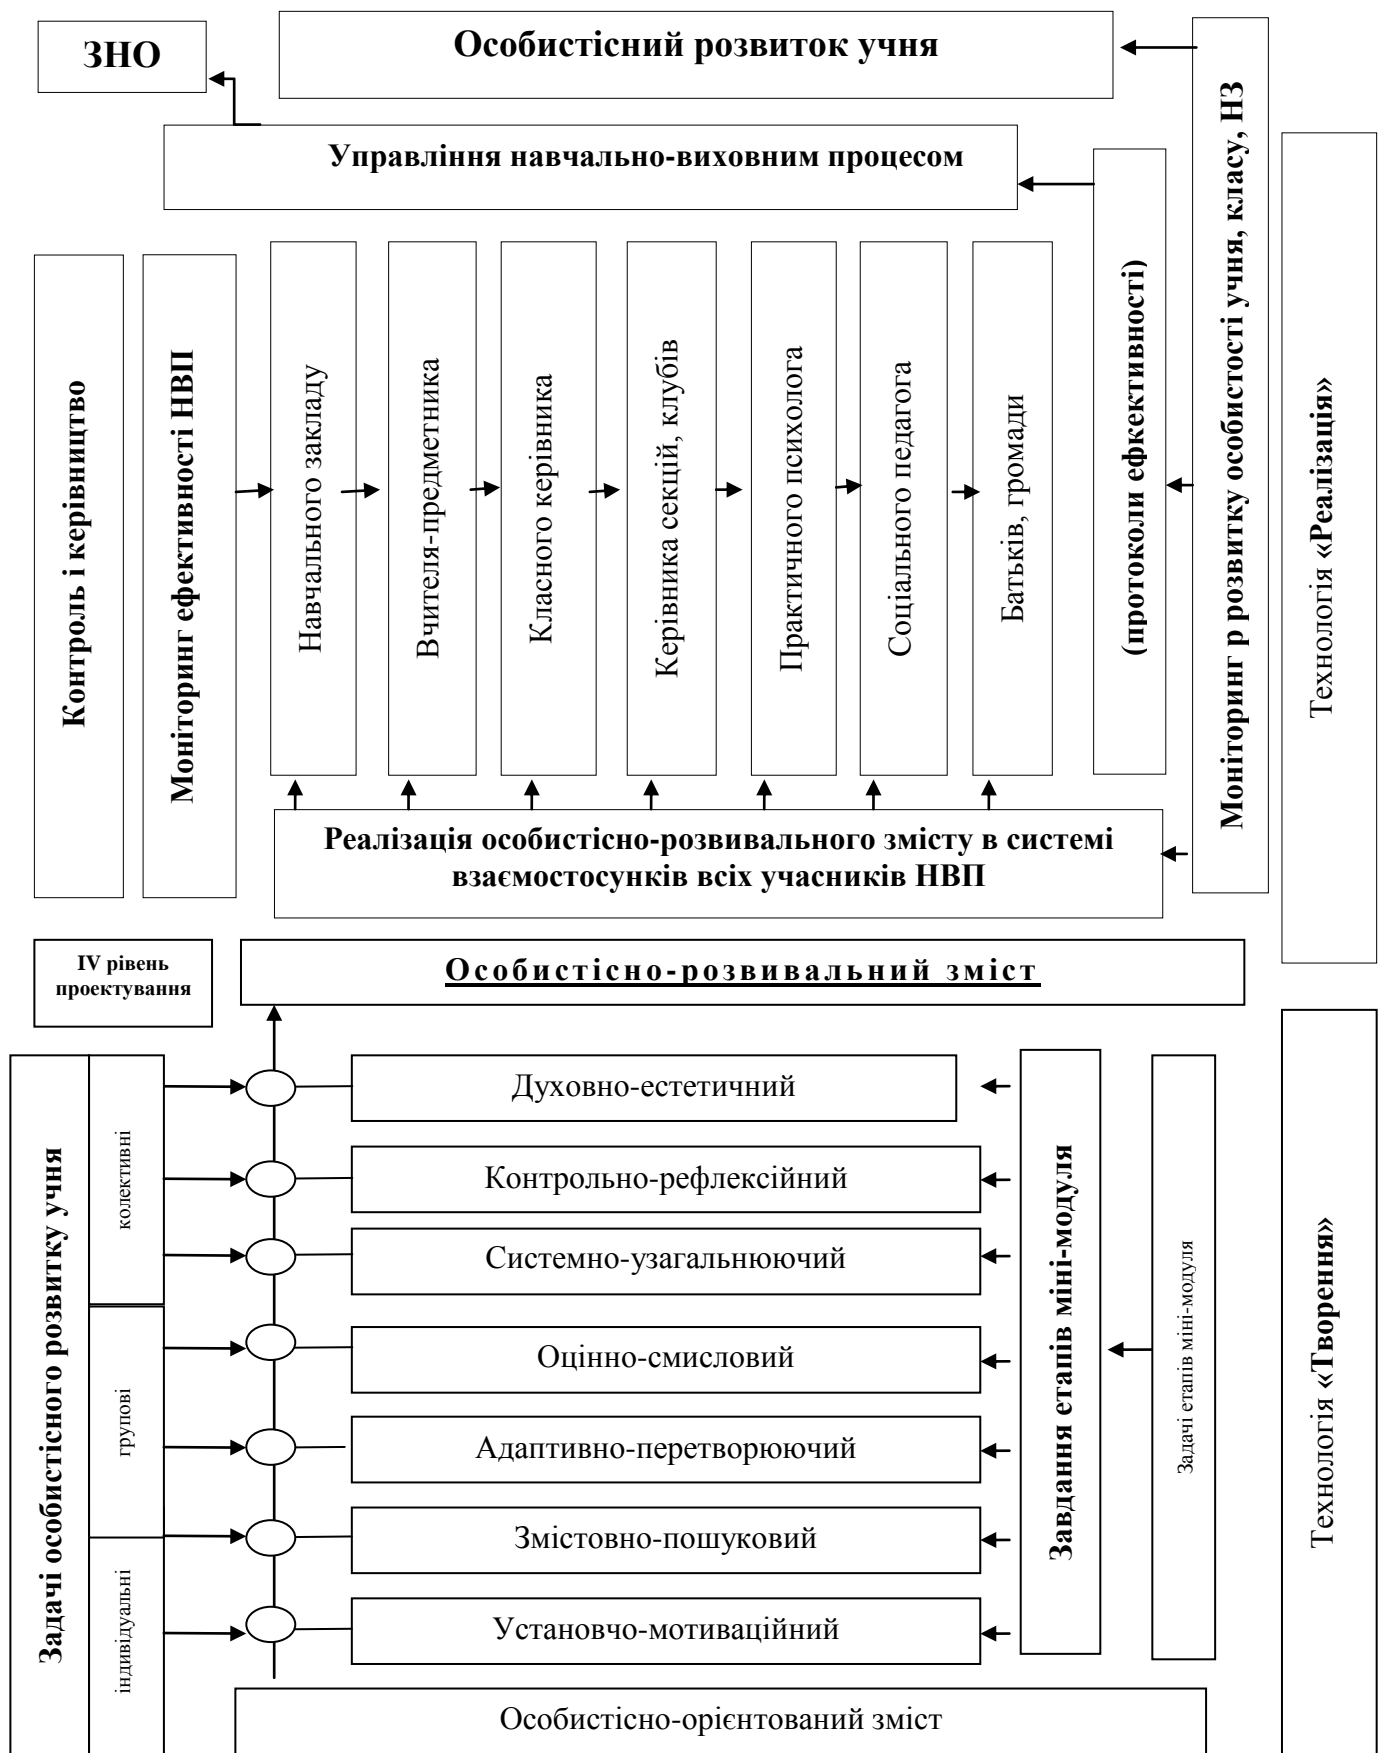 ЗНО
Особистісний розвиток учня
Управління навчально-виховним процесом
Контроль і керівництво
Моніторинг ефективності НВП
Навчального закладу
Вчителя-предметника
Класного керівника
Керівника секцій, клубів
Практичного психолога
Соціального педагога
Батьків, громади
(протоколи ефкективності)
Моніторинг р розвитку особистості учня, класу, НЗ
Технологія «Реалізація»
Реалізація особистісно-розвивального змісту в системі
взаємостосунків всіх учасників НВП
IV рівень
проектування
Особистісно-розвивальний зміст
Задачі особистісного розвитку учня
колективні
групові
індивідуальні
Духовно-естетичний
Контрольно-рефлексійний
Системно-узагальнюючий
Оцінно-смисловий
Адаптивно-перетворюючий
Змістовно-пошуковий
Установчо-мотиваційний
Завдання етапів міні-модуля
Задачі етапів міні-модуля
Технологія «Творення»
Особистісно-орієнтований зміст